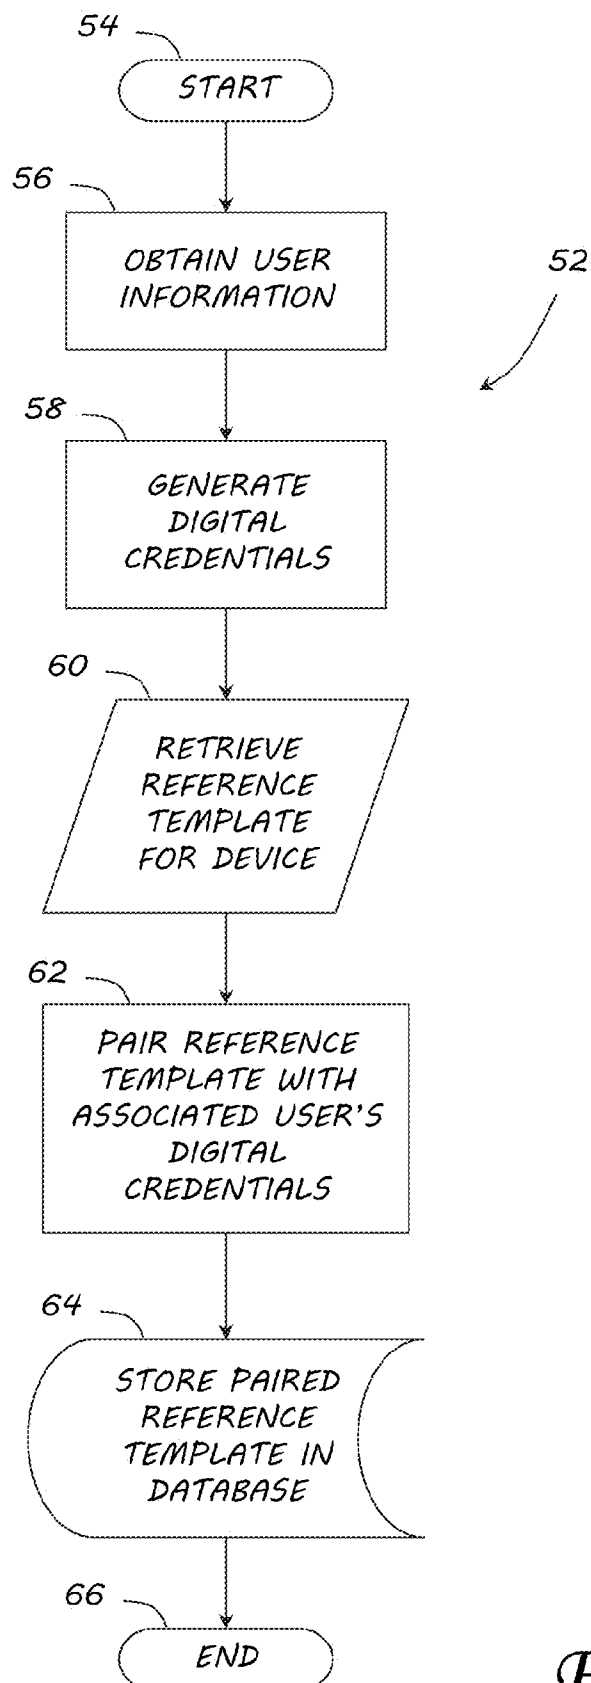 54
START
56
OBTAIN USER
INFORMATION
52
58
GENERATE
DIGITAL
CREDENTIALS
60
RETRIEVE
REFERENCE
TEMPLATE
FOR DEVICE
62
PAIR REFERENCE
TEMPLATE WITH
ASSOCIATED USER'S
DIGITAL
CREDENTIALS
64
STORE PAIRED
REFERENCE
TEMPLATE IN
DATABASE
66
END